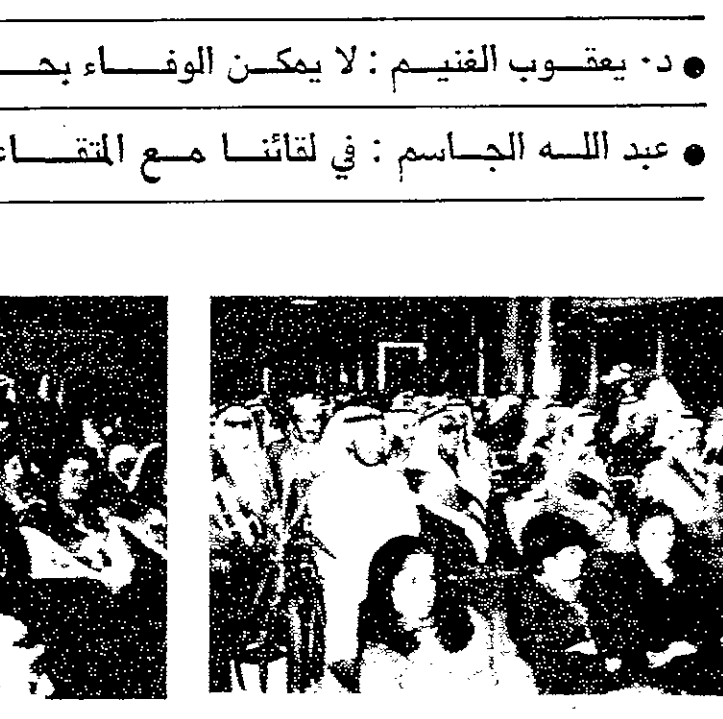 ● د. يعقوب الغنيم : لا يمكن الوفاء
● عبد الله الجاسم : في لقائنا مع